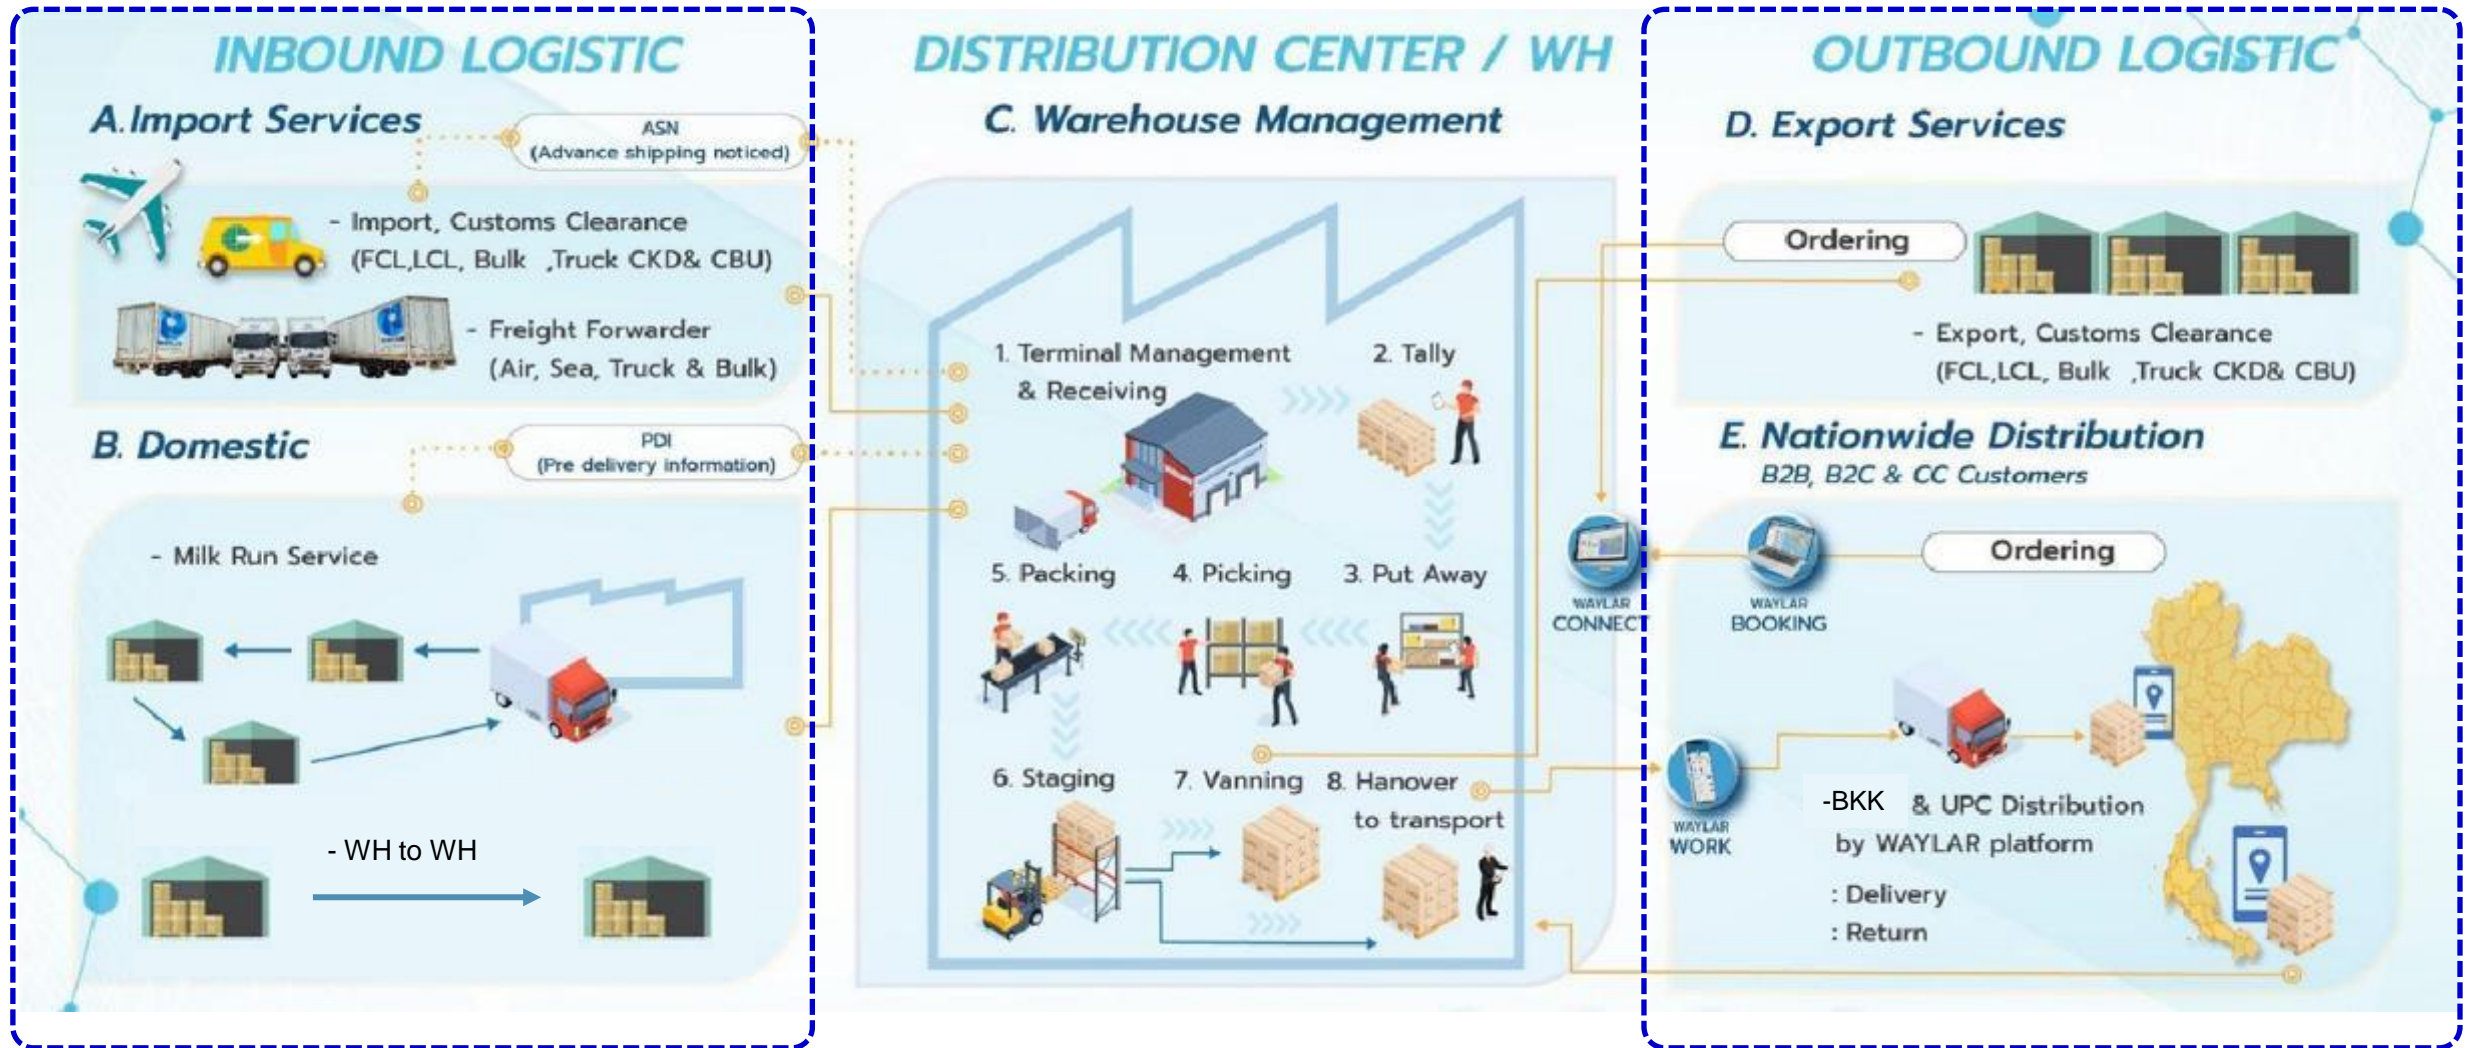 INBOUND LOGISTIC
A.Import Services
ASN
(Advance shipping noticed)
- Import, Customs Clearance
(FCL,LCL, Bulk ,Truck CKD& CBU)
- Freight Forwarder
(Air, Sea, Truck & Bulk)
B. Domestic
PDI
(Pre delivery information)
- Milk Run Service
- WH to WH
DISTRIBUTION CENTER / WH
C. Warehouse Management
1. Terminal Management
& Receiving
2. Tally
3. Put Away
4. Picking
5. Packing
6. Staging
7. Vanning
8. Hanover
to transport
OUTBOUND LOGISTIC
D. Export Services
Ordering
- Export, Customs Clearance
(FCL,LCL, Bulk ,Truck CKD& CBU)
E. Nationwide Distribution
B2B, B2C & CC Customers
Ordering
WAYLAR
CONNECT
WAYLAR
BOOKING
WAYLAR
WORK
-BKK & UPC Distribution
by WAYLAR platform
: Delivery
: Return